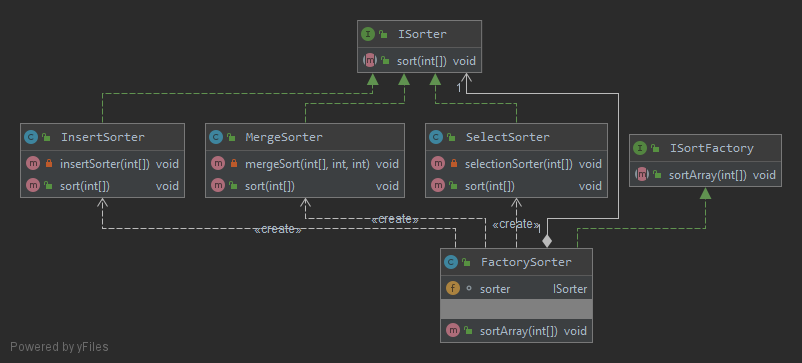 I ISorter
m sort(int[]) void
1
C InsertSorter
m insertSorter(int[]) void
m sort(int[]) void
C MergeSorter
m mergeSort(int[], int, int) void
m sort(int[]) void
C SelectSorter
m selectionSorter(int[]) void
m sort(int[]) void
I ISortFactory
m sortArray(int[]) void
«create»
«create»
«create»
1
C FactorySorter
f sorter ISorter
m sortArray(int[]) void
Powered by yFiles